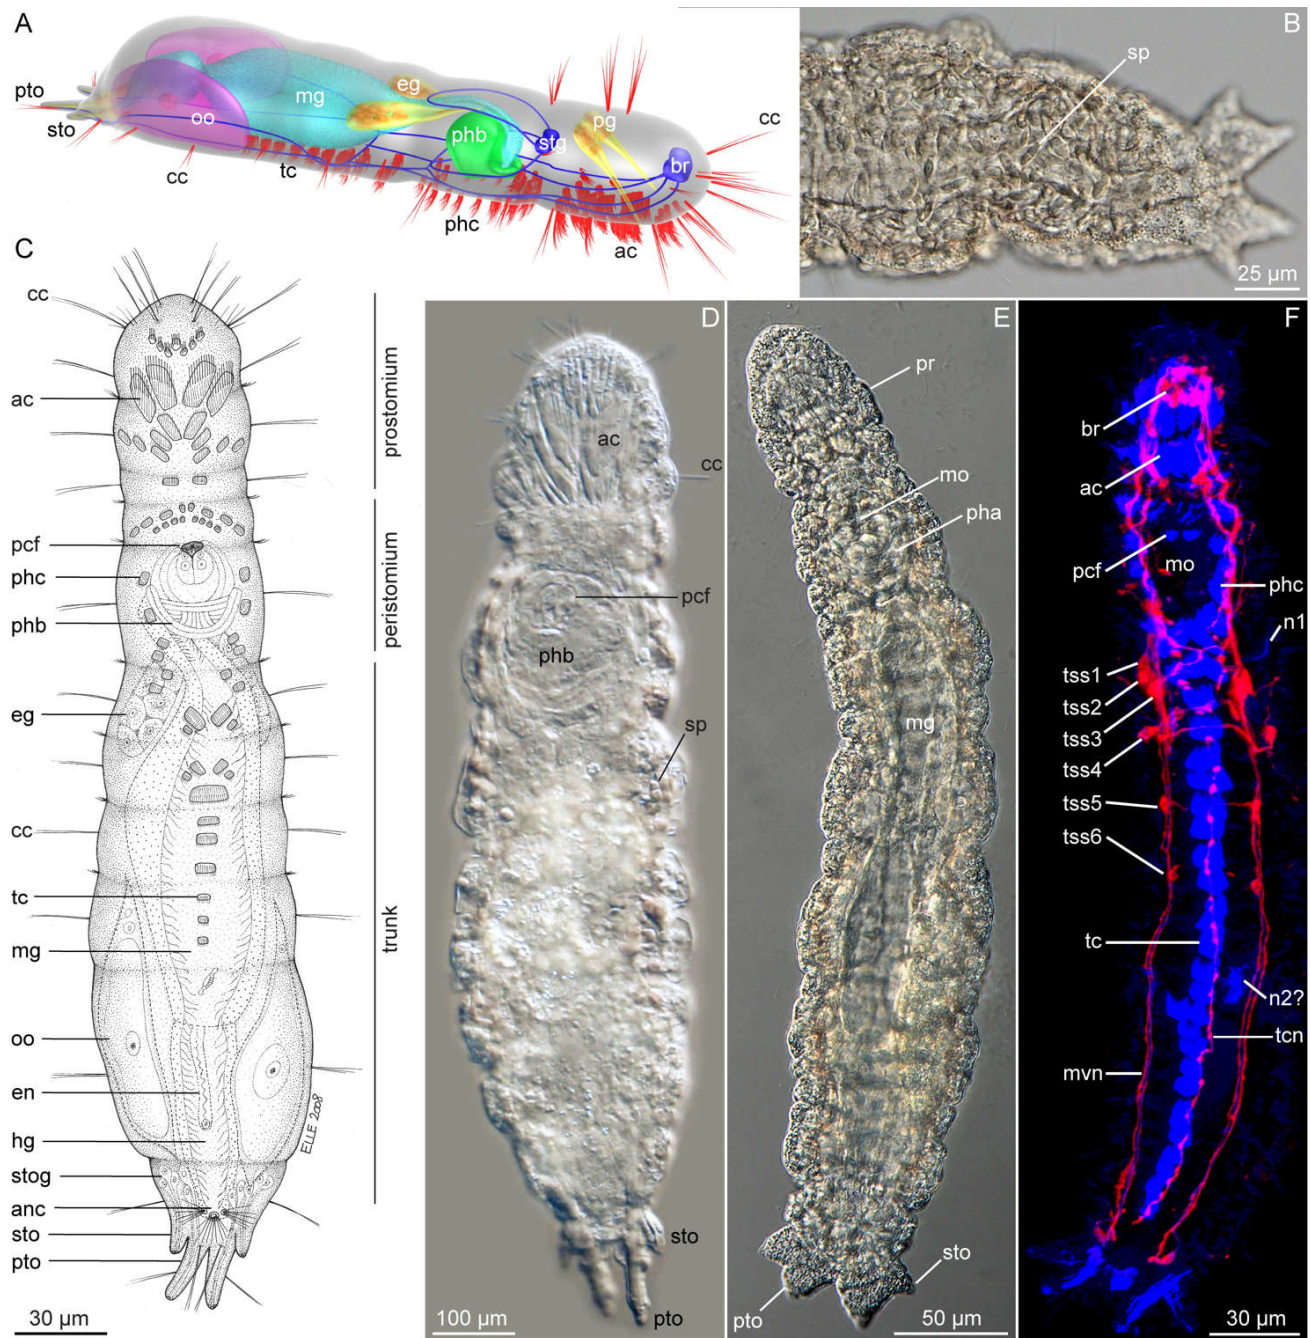 A
pto
sto
oo
mg
eg
phb
stg
pg
br
cc
cc
tc
phc
ac
B
sp
25 µm
C
cc
ac
pcf
phc
phb
eg
cc
tc
mg
oo
en
hg
stog
anc
sto
pto
prostomium
peristomium
trunk
ELLE 2008
30 µm
D
ac
cc
pcf
phb
sp
sto
pto
100 µm
E
pr
mo
pha
mg
sto
pto
50 µm
F
br
ac
pcf
mo
phc
n1
tss1
tss2
tss3
tss4
tss5
tss6
tc
n2?
tcn
mvn
30 µm